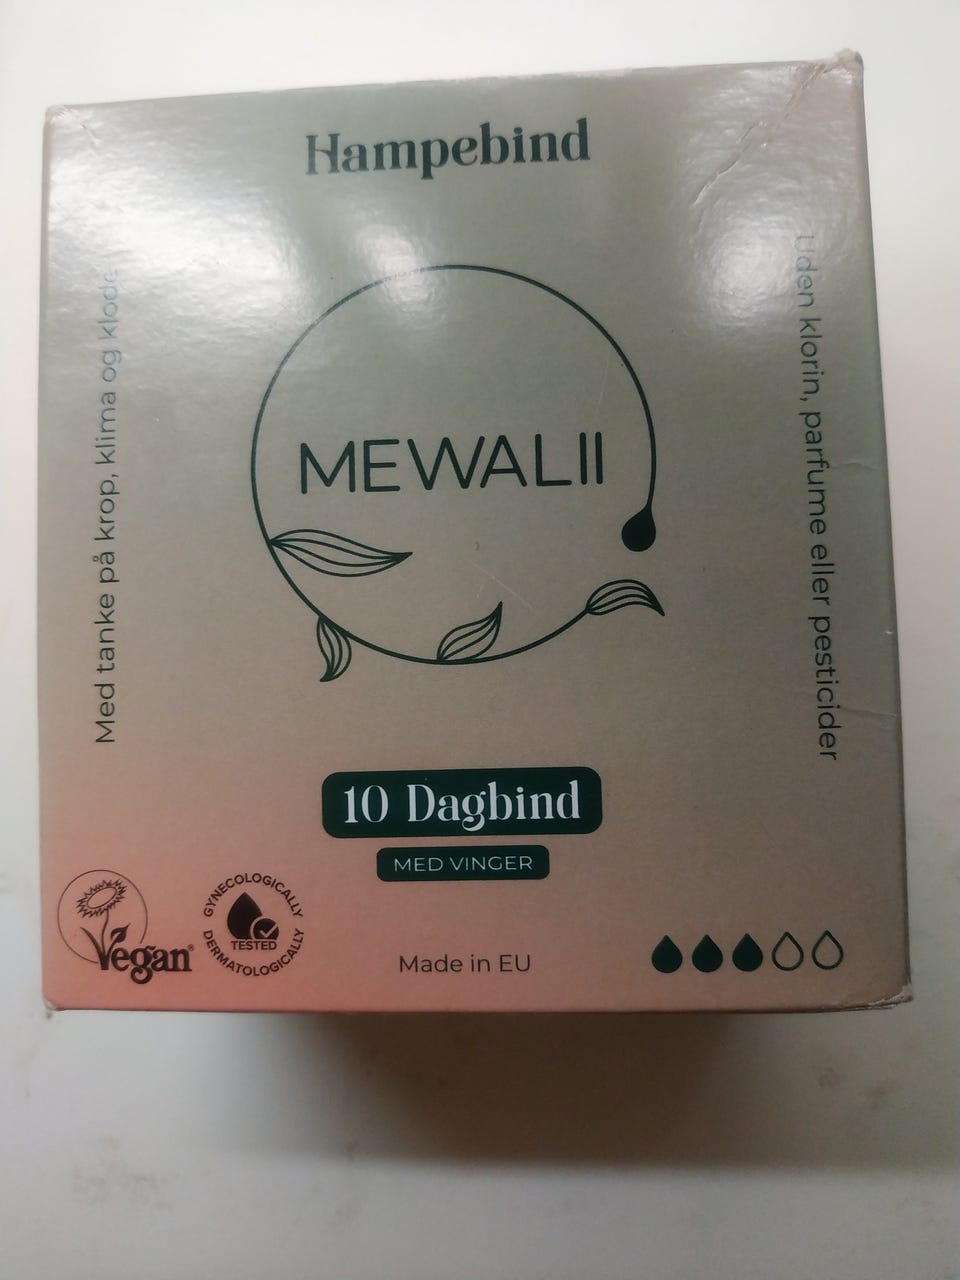 Hampebind
Med tanke på krop, klima og klode
Uden klorin, parfume eller pesticider
MEWALII
10 Dagbind
MED VINGER
Vegan®
GYNECOLOGICALLY
TESTED
DERMATOLOGICALLY
Made in EU